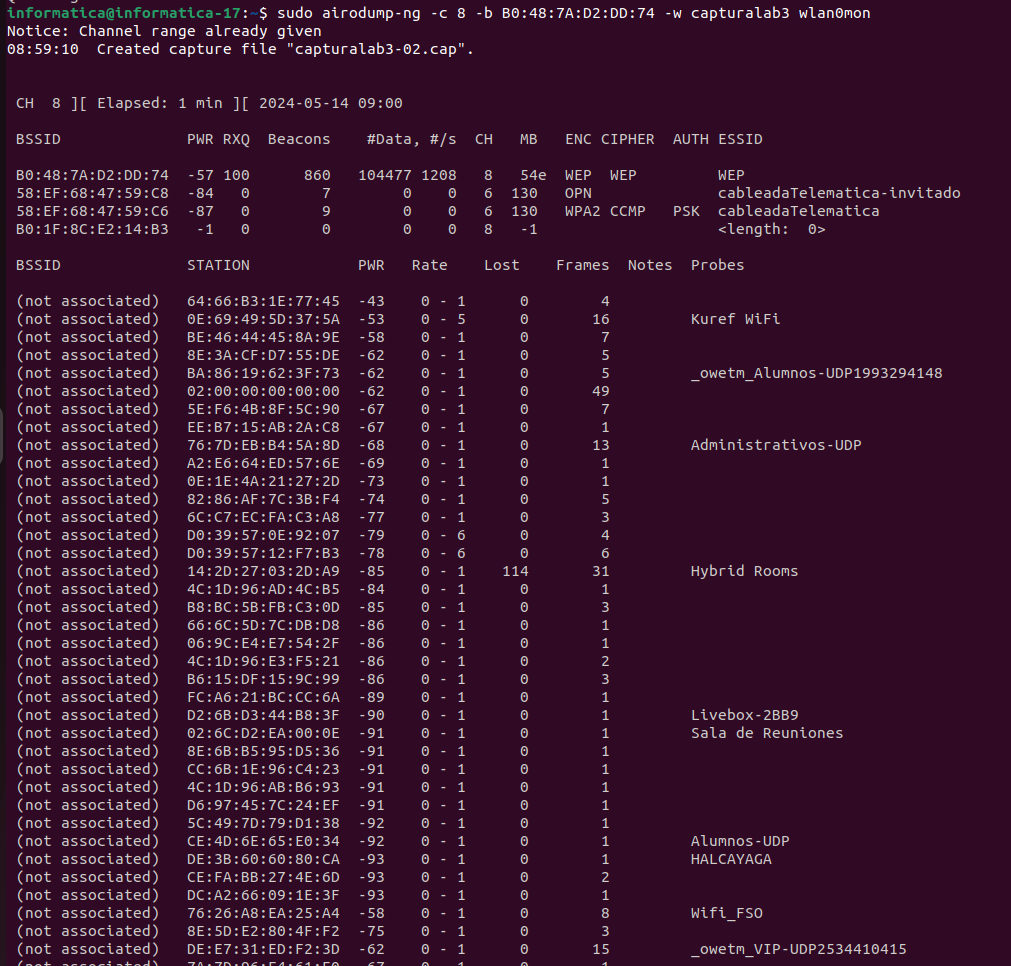 informatica@informatica-17:~$ sudo airodump-ng -c 8 -b B0:48:7A:D2:DD:74 -w capturalab3 wlan0mon
Notice: Channel range already given
08:59:10  Created capture file "capturalab3-02.cap".
CH  8 ][ Elapsed: 1 min ][ 2024-05-14 09:00
BSSID              PWR RXQ  Beacons    #Data, #/s  CH   MB   ENC CIPHER  AUTH ESSID
B0:48:7A:D2:DD:74  -57 100      860   104477 1208   8   54e  WEP  WEP         WEP
58:EF:68:47:59:C8  -84   0        7        0    0   6  130   OPN              cableadaTelematica-invitado
58:EF:68:47:59:C6  -87   0        9        0    0   6  130   WPA2 CCMP   PSK  cableadaTelematica
B0:1F:8C:E2:14:B3   -1   0        0        0    0   8   -1                    <length:  0>
BSSID              STATION            PWR   Rate    Lost    Frames  Notes  Probes
(not associated)   64:66:B3:1E:77:45  -43    0 - 1      0        4
(not associated)   0E:69:49:5D:37:5A  -53    0 - 5      0       16         Kuref WiFi
(not associated)   BE:46:44:45:8A:9E  -58    0 - 1      0        7
(not associated)   8E:3A:CF:D7:55:DE  -62    0 - 1      0        5
(not associated)   BA:86:19:62:3F:73  -62    0 - 1      0        5         _owetm_Alumnos-UDP1993294148
(not associated)   02:00:00:00:00:00  -62    0 - 1      0       49
(not associated)   5E:F6:4B:8F:5C:90  -67    0 - 1      0        7
(not associated)   EE:B7:15:AB:2A:C8  -67    0 - 1      0        1
(not associated)   76:7D:EB:B4:5A:8D  -68    0 - 1      0       13         Administrativos-UDP
(not associated)   A2:E6:64:ED:57:6E  -69    0 - 1      0        1
(not associated)   0E:1E:4A:21:27:2D  -73    0 - 1      0        1
(not associated)   82:86:AF:7C:3B:F4  -74    0 - 1      0        5
(not associated)   6C:C7:EC:FA:C3:A8  -77    0 - 1      0        3
(not associated)   D0:39:57:0E:92:07  -79    0 - 6      0        4
(not associated)   D0:39:57:12:F7:B3  -78    0 - 6      0        6
(not associated)   14:2D:27:03:2D:A9  -85    0 - 1    114       31         Hybrid Rooms
(not associated)   4C:1D:96:AD:4C:B5  -84    0 - 1      0        1
(not associated)   B8:BC:5B:FB:C3:0D  -85    0 - 1      0        3
(not associated)   66:6C:5D:7C:DB:D8  -86    0 - 1      0        1
(not associated)   06:9C:E4:E7:54:2F  -86    0 - 1      0        1
(not associated)   4C:1D:96:E3:F5:21  -86    0 - 1      0        2
(not associated)   B6:15:DF:15:9C:99  -86    0 - 1      0        3
(not associated)   FC:A6:21:BC:CC:6A  -89    0 - 1      0        1
(not associated)   D2:6B:D3:44:B8:3F  -90    0 - 1      0        1         Livebox-2BB9
(not associated)   02:6C:D2:EA:00:0E  -91    0 - 1      0        1         Sala de Reuniones
(not associated)   8E:6B:B5:95:D5:36  -91    0 - 1      0        1
(not associated)   CC:6B:1E:96:C4:23  -91    0 - 1      0        1
(not associated)   4C:1D:96:AB:B6:93  -91    0 - 1      0        1
(not associated)   D6:97:45:7C:24:EF  -91    0 - 1      0        1
(not associated)   5C:49:7D:79:D1:38  -92    0 - 1      0        1
(not associated)   CE:4D:6E:65:E0:34  -92    0 - 1      0        1         Alumnos-UDP
(not associated)   DE:3B:60:60:80:CA  -93    0 - 1      0        1         HALCAYAGA
(not associated)   CE:FA:BB:27:4E:6D  -93    0 - 1      0        2
(not associated)   DC:A2:66:09:1E:3F  -93    0 - 1      0        1
(not associated)   76:26:A8:EA:25:A4  -58    0 - 1      0        8         Wifi_FSO
(not associated)   8E:5D:E2:80:4F:F2  -75    0 - 1      0        3
(not associated)   DE:E7:31:ED:F2:3D  -62    0 - 1      0       15         _owetm_VIP-UDP2534410415